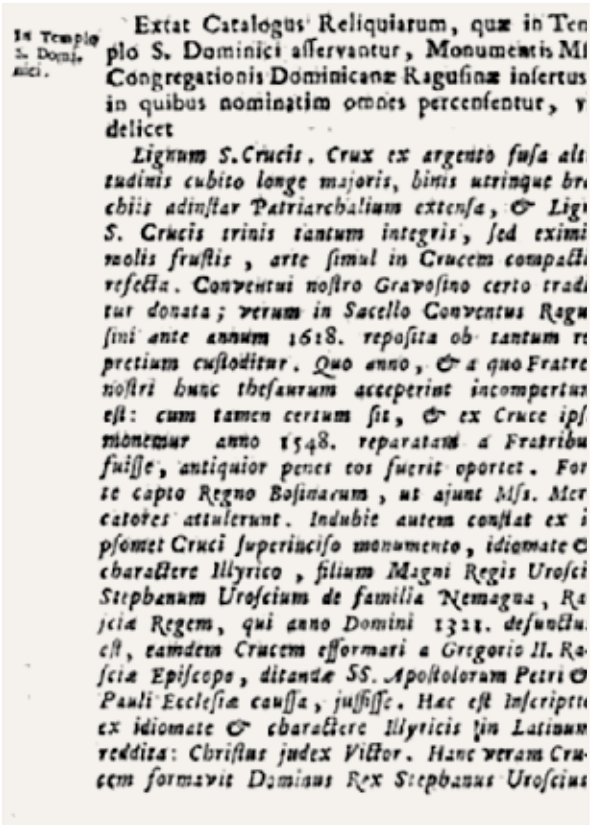 In Templo
S. Domi-
nici.
Extat Catalogus Reliquiarum, quæ in Tem
plo S. Dominici asservantur, Monumentis MS
Congregationis Dominicanæ Ragusinæ insertus
in quibus nominatim omnes percensentur, v
delicet
Lignum S. Crucis. Crux ex argento fusa alt
tudinis cubito longe majoris, binis utrinque bra
chiis adinstar Patriarchalium extensa, & Lign
S. Crucis trinis tantum integris, sed eximi
molis frustis, arte simul in Crucem compacti
refecta. Conventui nostro Gravosino certo tradi
tur donata; verum in Sacello Conventus Ragu
sini ante annum 1618. reposita ob tantum re
pretium custoditur. Quo anno, & a quo Fratre
nostri hunc thesaurum acceperint incompertum
est: cum tamen certum sit, & ex Cruce ips
monemur anno 1548. reparatam a Fratribu
fuisse, antiquior penes eos fuerit oportet. For
te capto Regno Bosinarum, ut ajunt Mss. Mer
catores attulerunt. Indubie autem constat ex i
psomet Cruci superinciso monumento, idiomate &
charactere Illyrico, filium Magni Regis Urosci
Stephanum Uroscium de familia Nemagna, Ra
sciæ Regem, qui anno Domini 1321. defunctu
est, eamdem Crucem efformari a Gregorio II. Ra
sciæ Episcopo, ditandæ SS. Apostolorum Petri &
Pauli Ecclesiæ caussa, jussisse. Hæc est Inscriptio
ex idiomate & charactere Illyricis in Latinum
reddita: Christus judex Victor. Hanc veram Cru
cem formavit Dominus Rex Stephanus Uroscius